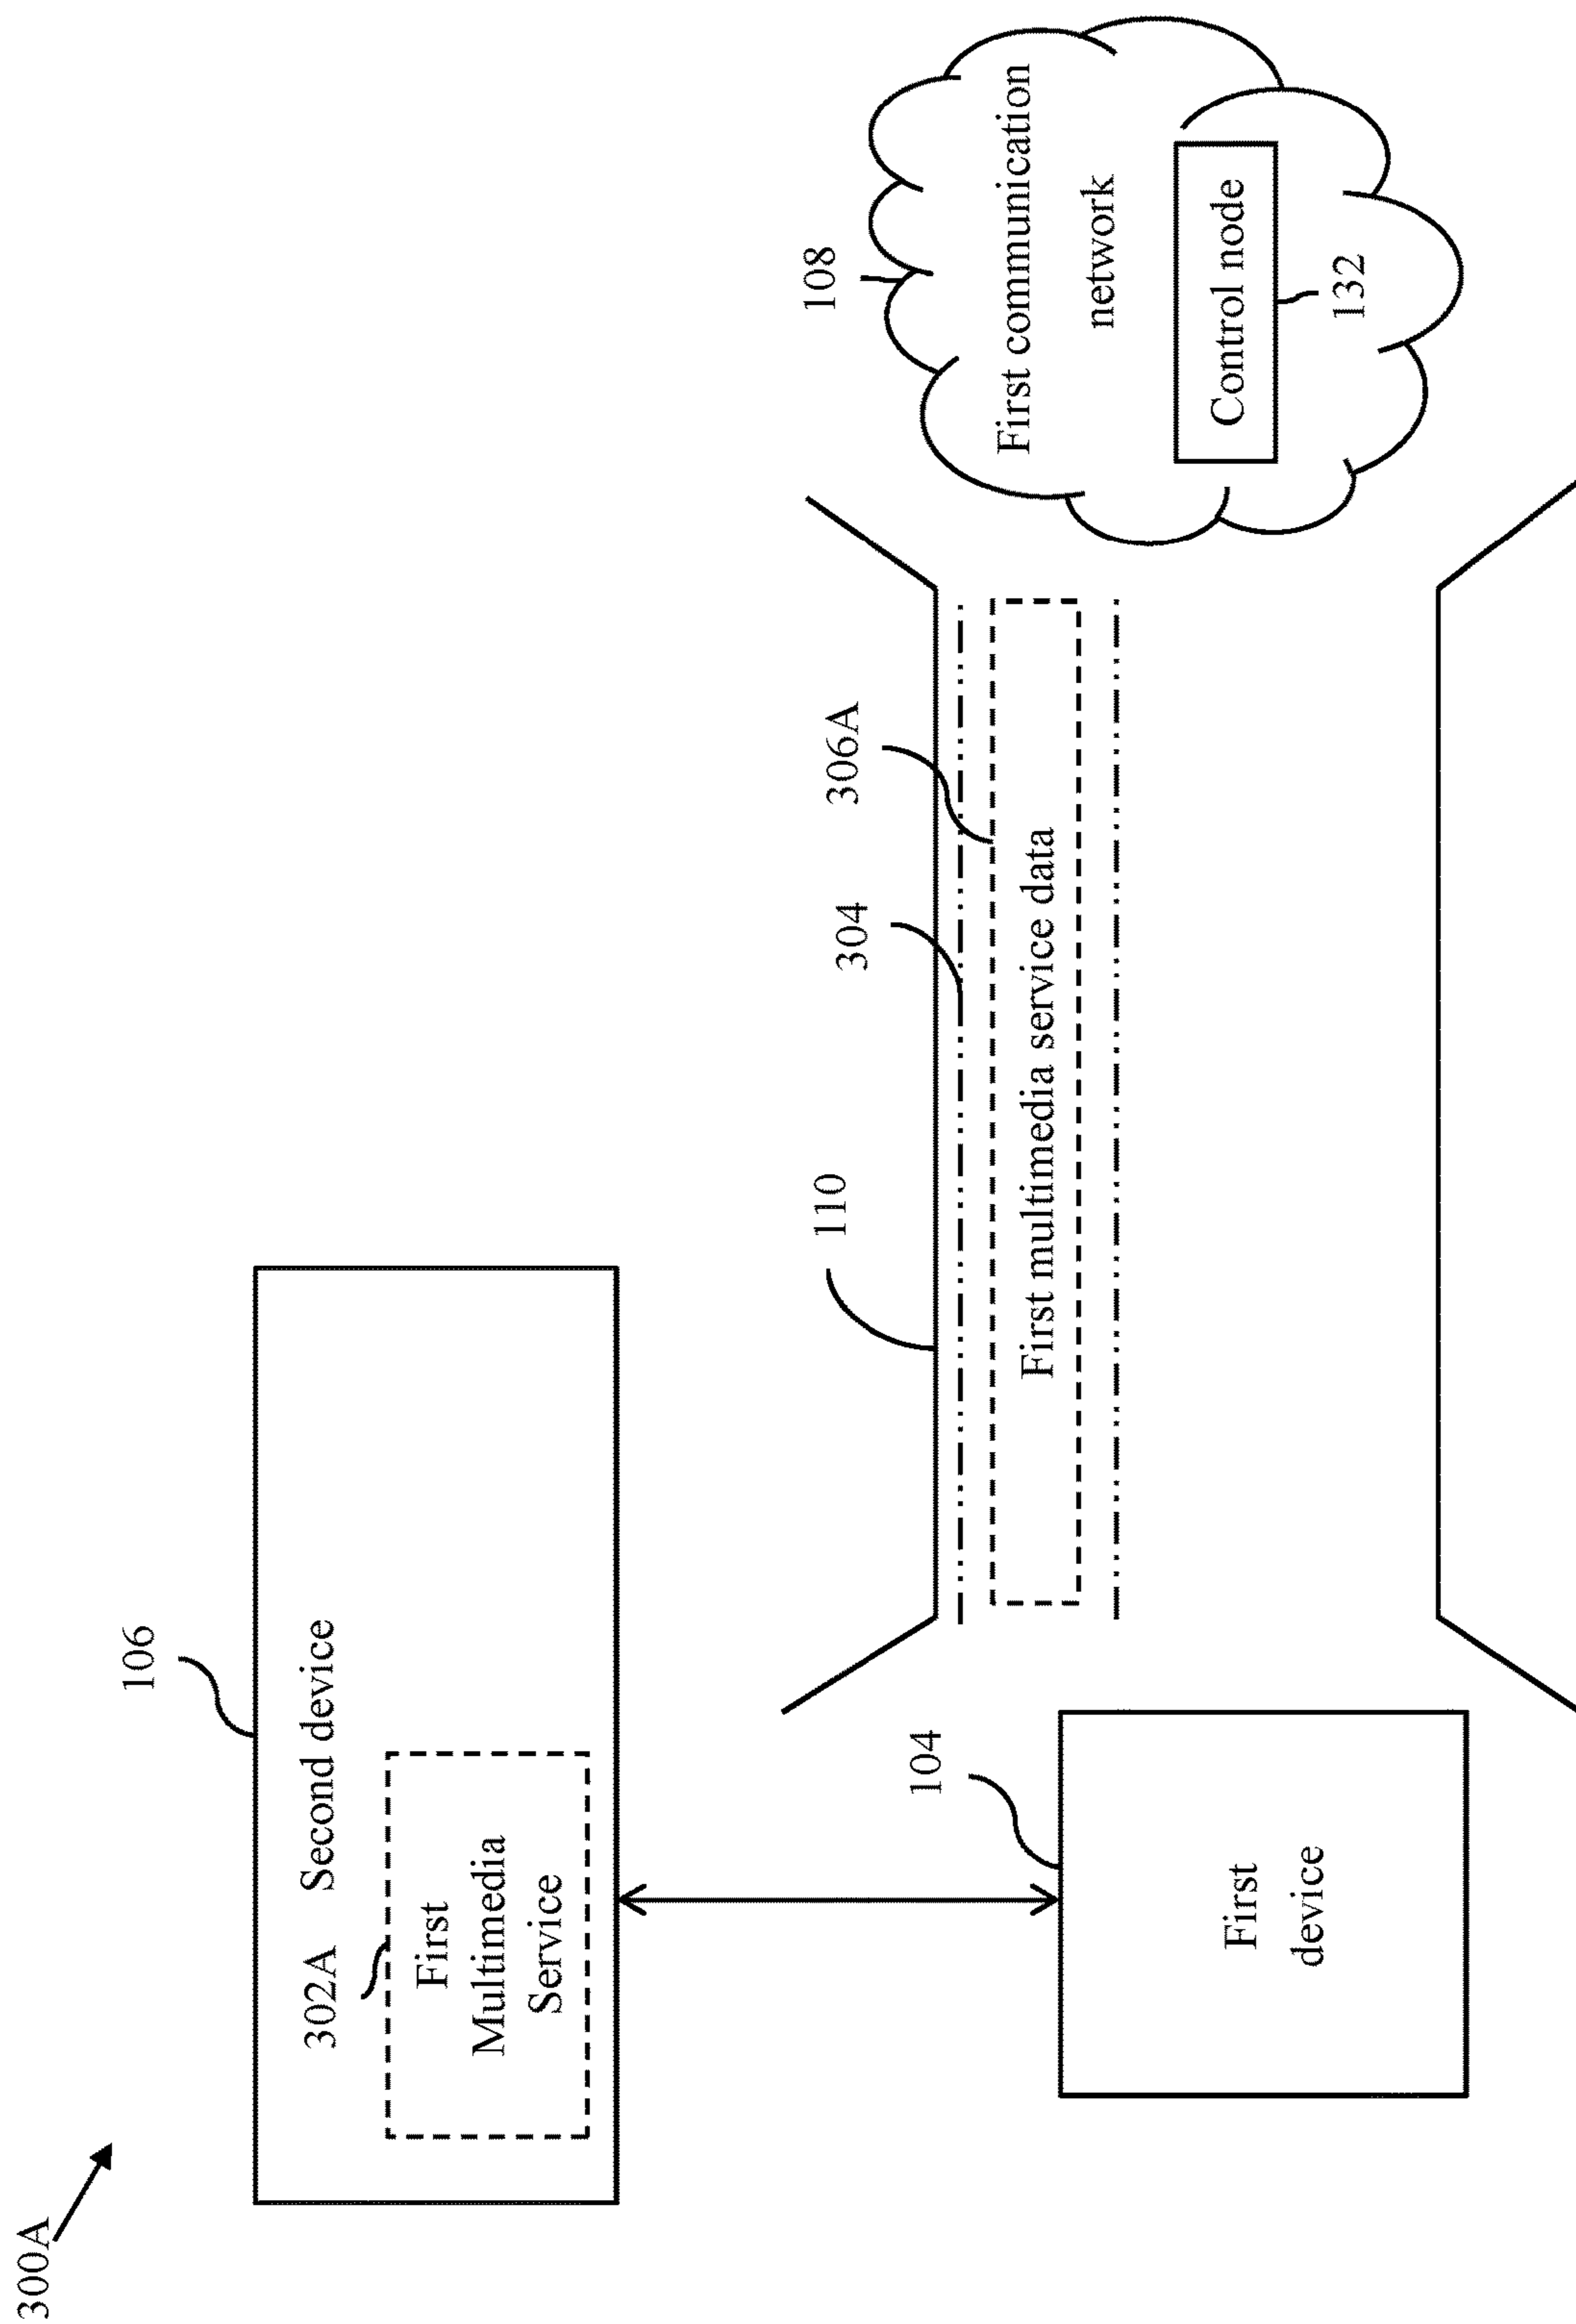 300A
106
302A Second device
First
Multimedia
Service
110
304
306A
108
First communication
network
Control node
132
First multimedia service data
104
First
device